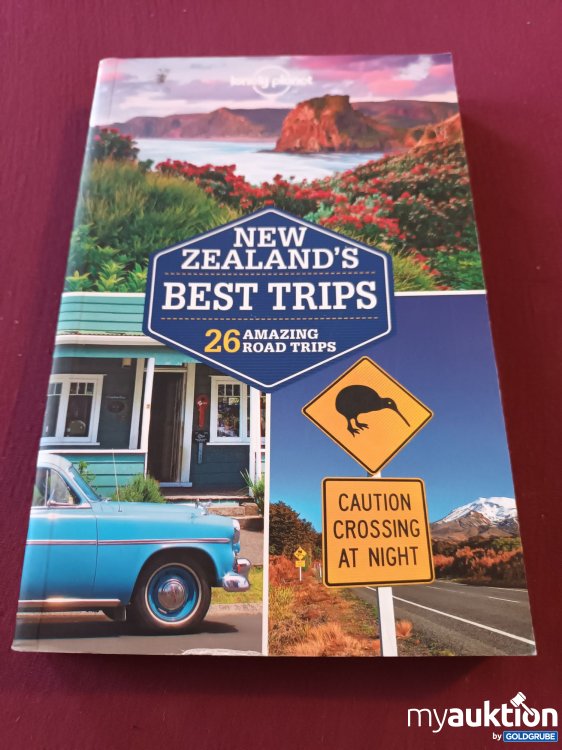 lonely planet
NEW
ZEALAND'S
BEST TRIPS
26 AMAZING
ROAD TRIPS
CAUTION
CROSSING
AT NIGHT
myauktion
by GOLDGRUBE